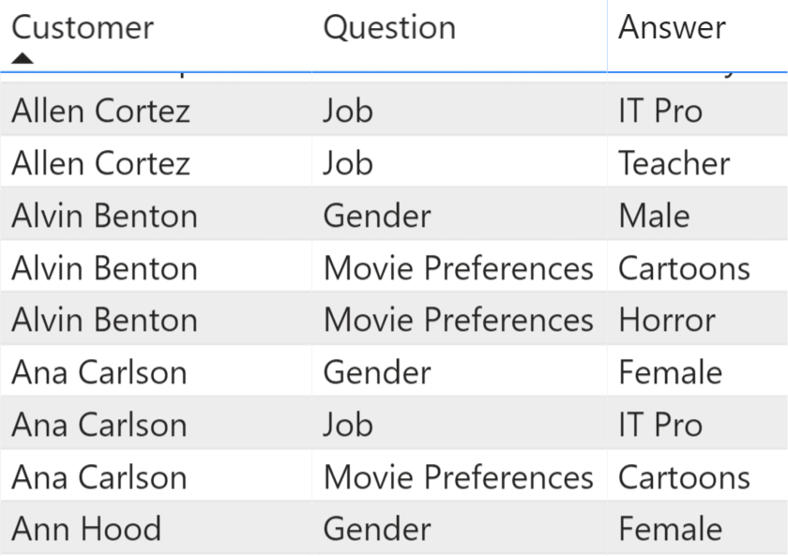 Customer Question Answer
Allen Cortez Job IT Pro
Allen Cortez Job Teacher
Alvin Benton Gender Male
Alvin Benton Movie Preferences Cartoons
Alvin Benton Movie Preferences Horror
Ana Carlson Gender Female
Ana Carlson Job IT Pro
Ana Carlson Movie Preferences Cartoons
Ann Hood Gender Female